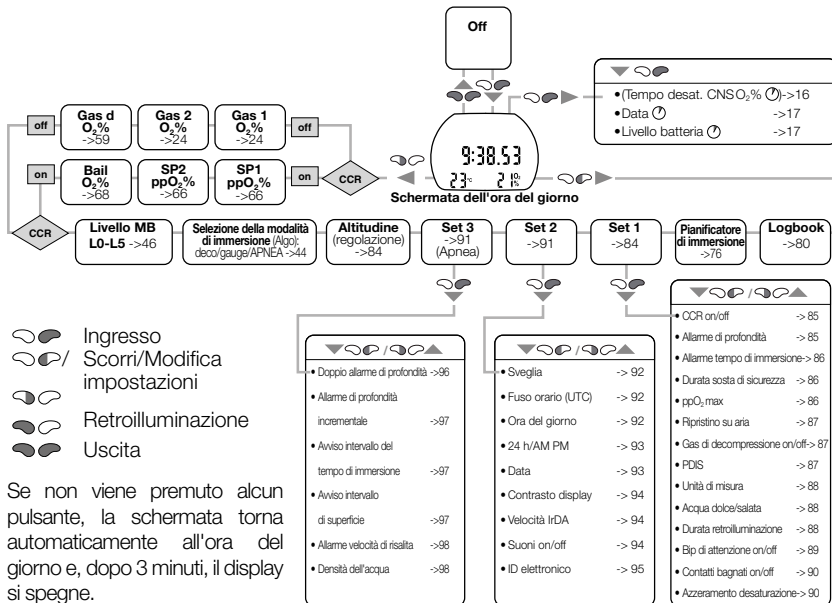 Off
• (Tempo desat. CNS O₂% )->16
• Data ->17
• Livello batteria ->17
off
Gas d
O₂%
->59
Gas 2
O₂%
->24
Gas 1
O₂%
->24
off
on
Bail
O₂%
->68
SP2
ppO₂%
->66
SP1
ppO₂%
->66
on
CCR
9:38.53
23°C 21 O₂%
Schermata dell'ora del giorno
CCR
Livello MB
L0-L5 ->46
Selezione della modalità
di immersione (Algo):
deco/gauge/APNEA ->44
Altitudine
(regolazione)
->84
Set 3
->91
(Apnea)
Set 2
->91
Set 1
->84
Pianificatore
di immersione
->76
Logbook
->80
Ingresso
/ Scorri/Modifica
impostazioni
Retroilluminazione
Uscita
Se non viene premuto alcun
pulsante, la schermata torna
automaticamente all'ora del
giorno e, dopo 3 minuti, il display
si spegne.
/
• Doppio allarme di profondità ->96
• Allarme di profondità
incrementale ->97
• Avviso intervallo del
tempo di immersione ->97
• Avviso intervallo
di superficie ->97
• Allarme velocità di risalita ->98
• Densità dell'acqua ->98
/
• Sveglia -> 92
• Fuso orario (UTC) -> 92
• Ora del giorno -> 92
• 24 h/AM PM -> 93
• Data -> 93
• Contrasto display -> 94
• Velocità IrDA -> 94
• Suoni on/off -> 94
• ID elettronico -> 95
/
• CCR on/off -> 85
• Allarme di profondità -> 85
• Allarme tempo di immersione-> 86
• Durata sosta di sicurezza -> 86
• ppO₂ max -> 86
• Ripristino su aria -> 87
• Gas di decompressione on/off-> 87
• PDIS -> 87
• Unità di misura -> 88
• Acqua dolce/salata -> 88
• Durata retroilluminazione -> 88
• Bip di attenzione on/off -> 89
• Contatti bagnati on/off -> 90
• Azzeramento desaturazione-> 90